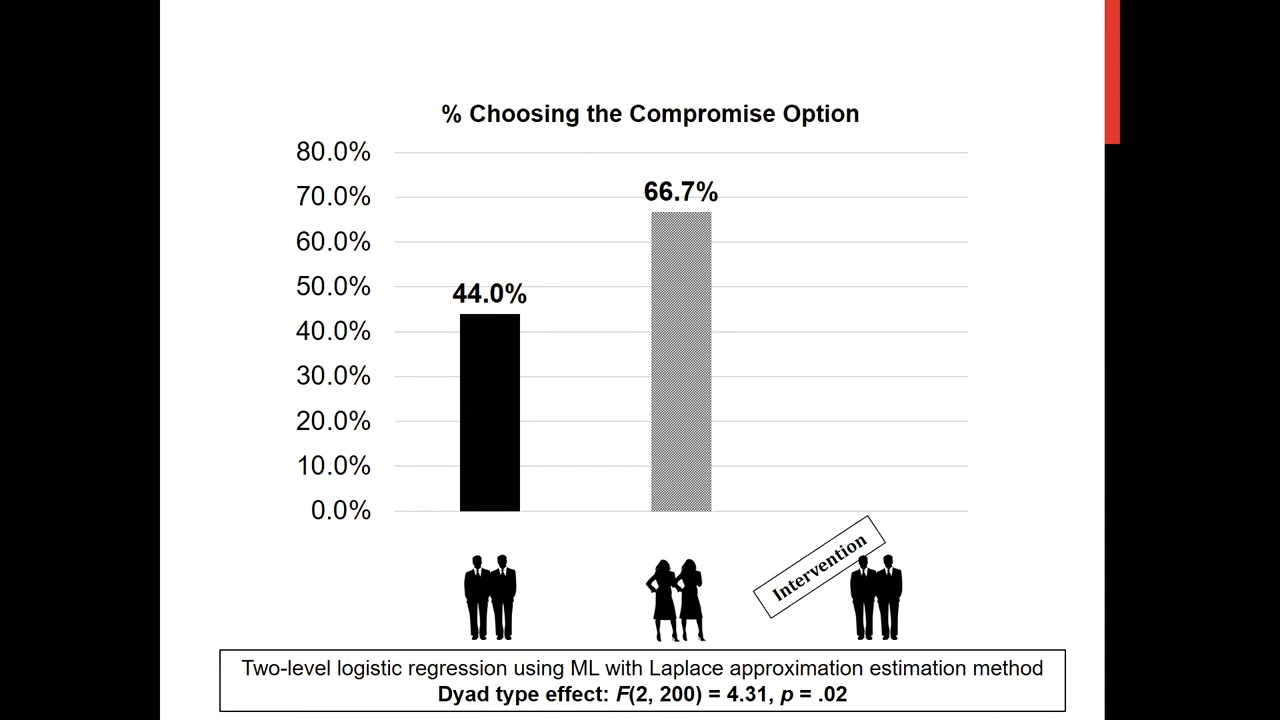 % Choosing the Compromise Option
80.0%
70.0%
60.0%
50.0%
40.0%
30.0%
20.0%
10.0%
0.0%
44.0%
66.7%
Intervention
Two-level logistic regression using ML with Laplace approximation estimation method
Dyad type effect: F(2, 200) = 4.31, p = .02